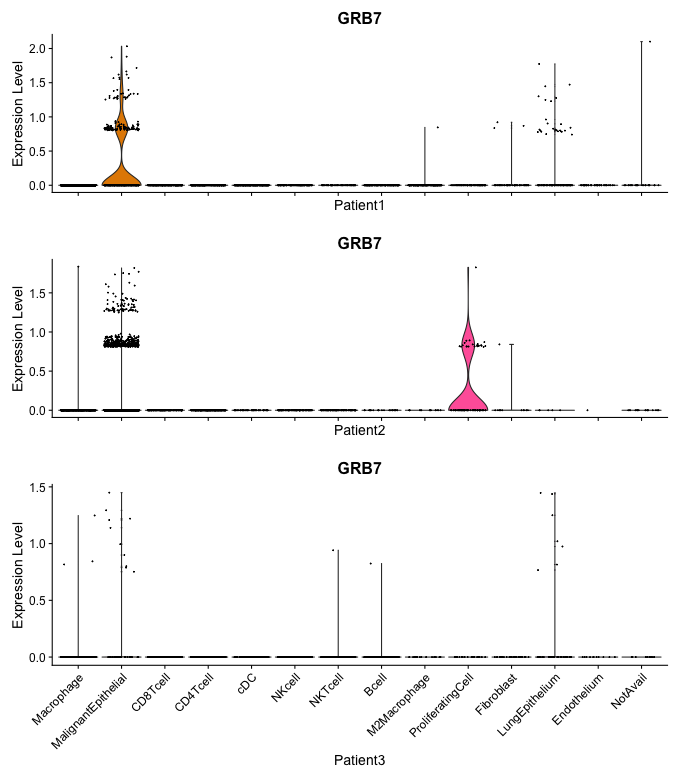 GRB7
Expression Level
2.0
1.5
1.0
0.5
0.0
Patient1
GRB7
Expression Level
1.5
1.0
0.5
0.0
Patient2
GRB7
Expression Level
1.5
1.0
0.5
0.0
Macrophage
MalignantEpithelial
CD8Tcell
CD4Tcell
cDC
NKcell
NKTcell
Bcell
M2Macrophage
ProliferatingCell
Fibroblast
LungEpithelium
Endothelium
NotAvail
Patient3